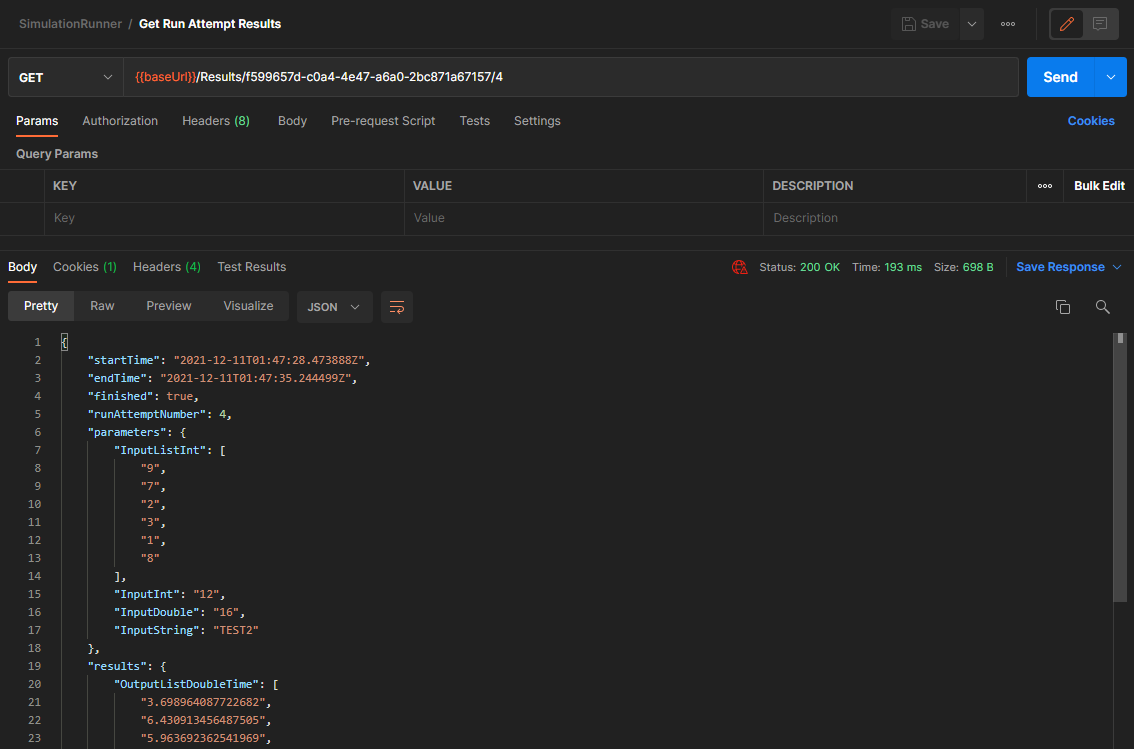 SimulationRunner / Get Run Attempt Results
Save
GET {{baseUrl}}/Results/f599657d-c0a4-4e47-a6a0-2bc871a67157/4 Send
Params Authorization Headers (8) Body Pre-request Script Tests Settings Cookies
Query Params
KEY VALUE DESCRIPTION Bulk Edit
Key Value Description
Body Cookies (1) Headers (4) Test Results Status: 200 OK Time: 193 ms Size: 698 B Save Response
Pretty Raw Preview Visualize JSON
1 {
2 "startTime": "2021-12-11T01:47:28.473888Z",
3 "endTime": "2021-12-11T01:47:35.244499Z",
4 "finished": true,
5 "runAttemptNumber": 4,
6 "parameters": {
7 "InputListInt": [
8 "9",
9 "7",
10 "2",
11 "3",
12 "1",
13 "8"
14 ],
15 "InputInt": "12",
16 "InputDouble": "16",
17 "InputString": "TEST2"
18 },
19 "results": {
20 "OutputListDoubleTime": [
21 "3.698964087722682",
22 "6.430913456487505",
23 "5.963692362541969",